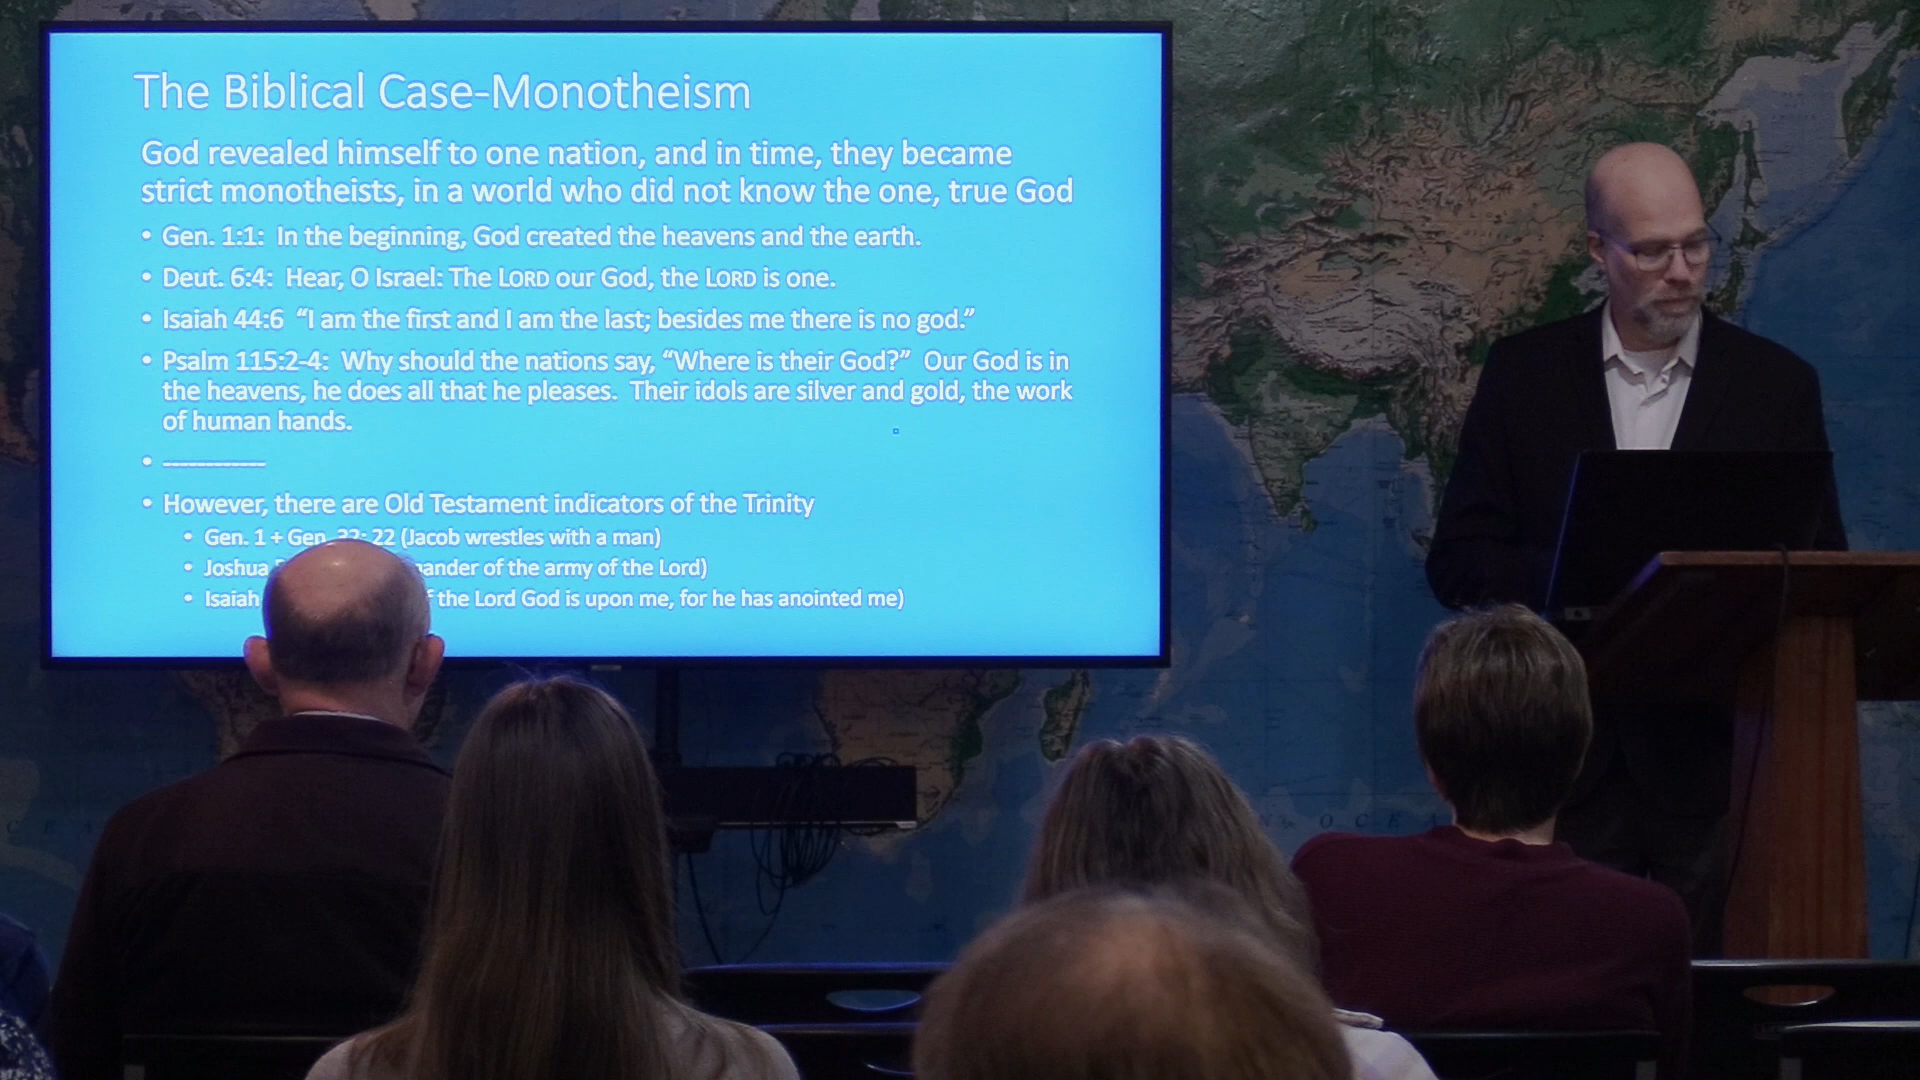 The Biblical Case-Monotheism
God revealed himself to one nation, and in time, they became
strict monotheists, in a world who did not know the one, true God
• Gen. 1:1: In the beginning, God created the heavens and the earth.
• Deut. 6:4: Hear, O Israel: The LORD our God, the LORD is one.
• Isaiah 44:6 “I am the first and I am the last; besides me there is no god.”
• Psalm 115:2-4: Why should the nations say, “Where is their God?” Our God is in
the heavens, he does all that he pleases. Their idols are silver and gold, the work
of human hands.
• ------------
• However, there are Old Testament indicators of the Trinity
• Gen. 1 + Gen. 32: 22 (Jacob wrestles with a man)
• Joshua of the army of the Lord)
• Isaiah the Lord God is upon me, for he has anointed me)
OCEA